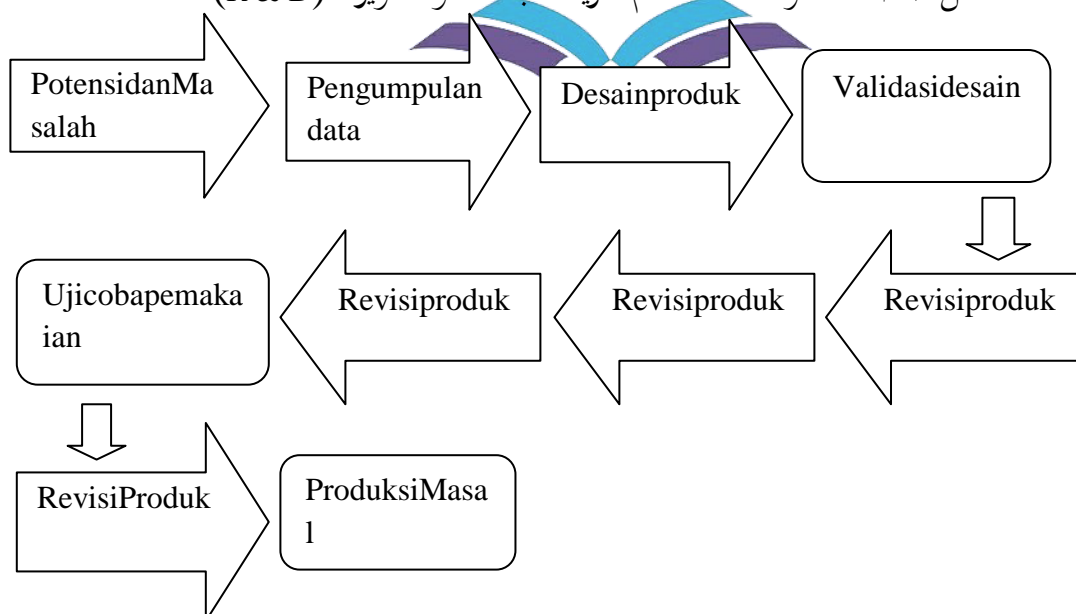 (R & D)
PotensidanMa
salah
Pengumpulan
data
Desainproduk
Validasidesain
Revisiproduk
Revisiproduk
Revisiproduk
Ujicobapemaka
ian
RevisiProduk
ProduksiMasa
l